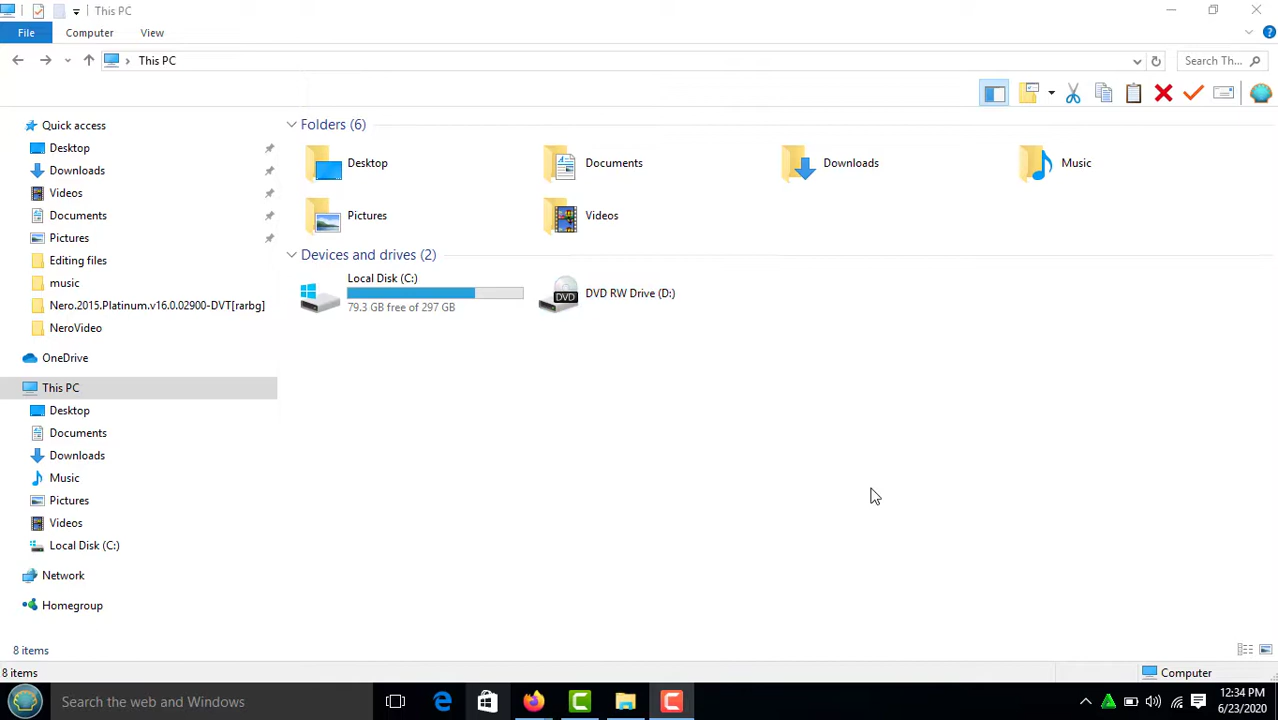 This PC
File Computer View
This PC Search Th...
Quick access
Desktop
Downloads
Videos
Documents
Pictures
Editing files
music
Nero.2015.Platinum.v16.0.02900-DVT[rarbg]
NeroVideo
OneDrive
This PC
Desktop
Documents
Downloads
Music
Pictures
Videos
Local Disk (C:)
Network
Homegroup
Folders (6)
Desktop Documents Downloads Music
Pictures Videos
Devices and drives (2)
Local Disk (C:)
79.3 GB free of 297 GB
DVD RW Drive (D:)
DVD
8 items
8 items Computer
Search the web and Windows
12:34 PM
6/23/2020